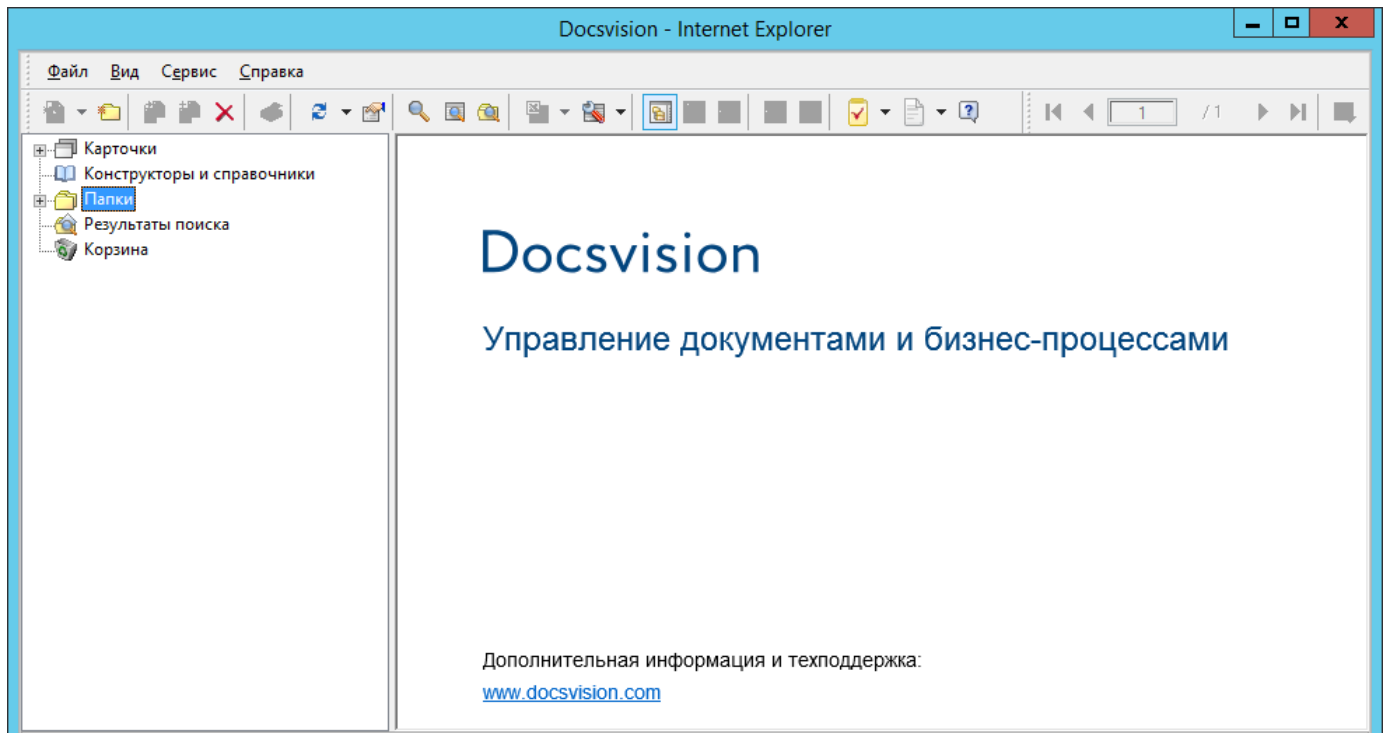 Docsvision - Internet Explorer
Файл Вид Сервис Справка
1 / 1
Карточки
Конструкторы и справочники
Папки
Результаты поиска
Корзина
Docsvision
Управление документами и бизнес-процессами
Дополнительная информация и техподдержка:
www.docsvision.com